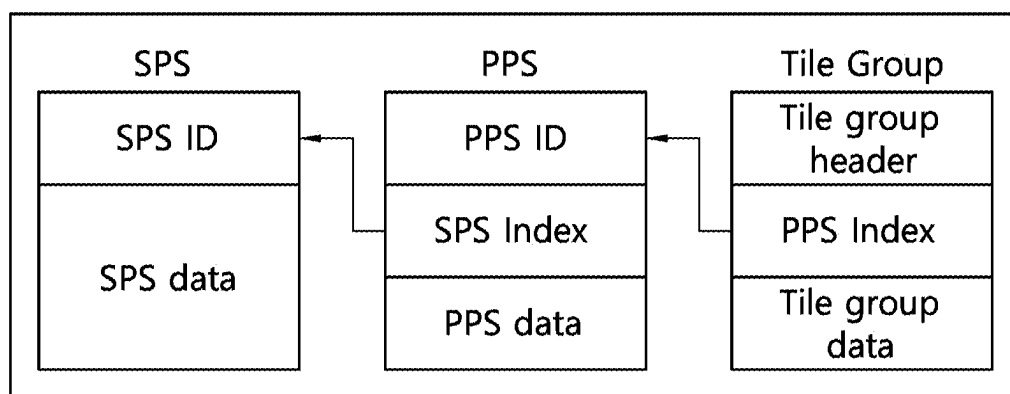 SPS
SPS ID
SPS data
PPS
PPS ID
SPS Index
PPS data
Tile Group
Tile group
header
PPS Index
Tile group
data